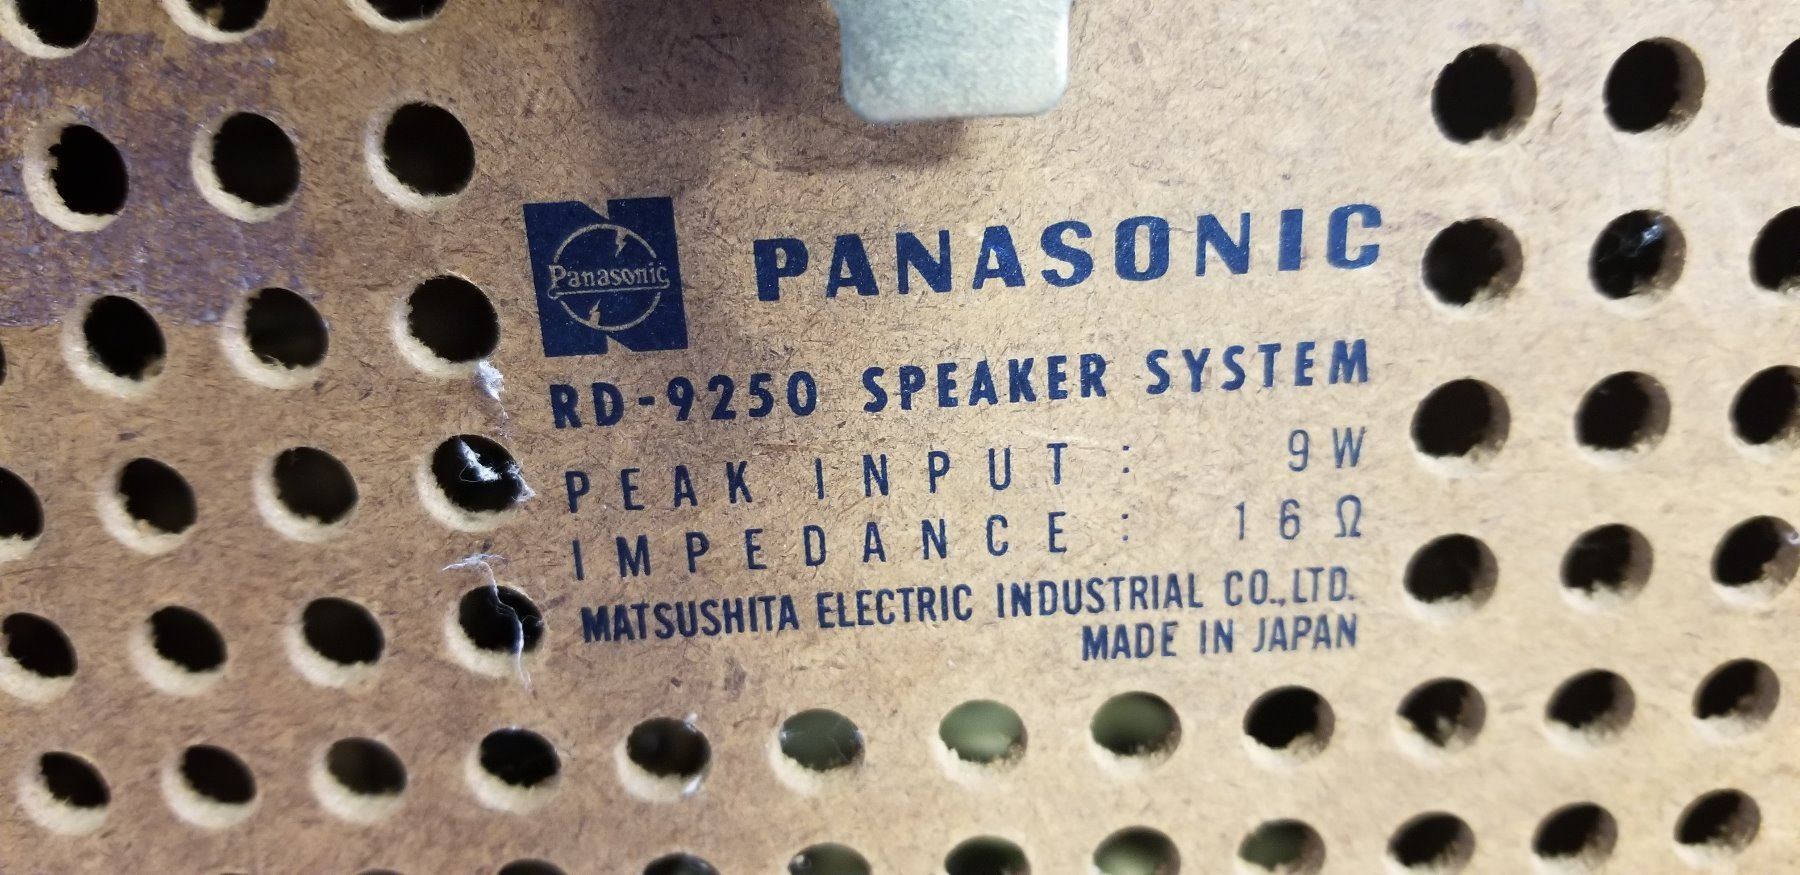 Panasonic
PANASONIC
RD-9250 SPEAKER SYSTEM
PEAK INPUT : 9W
IMPEDANCE : 16Ω
MATSUSHITA ELECTRIC INDUSTRIAL CO.,LTD.
MADE IN JAPAN